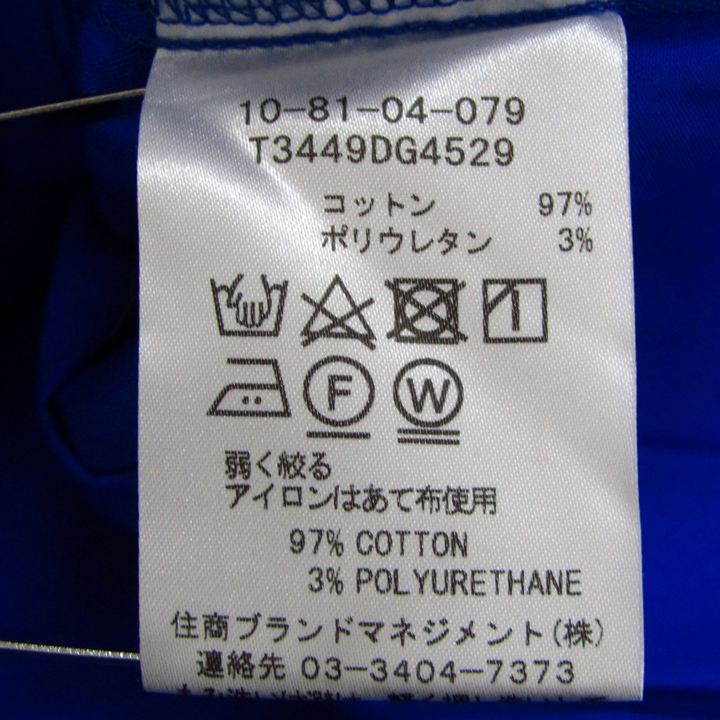 10-81-04-079
T3449DG4529
コットン 97%
ポリウレタン 3%
F W
弱く絞る
アイロンはあて布使用
97% COTTON
3% POLYURETHANE
住商ブランドマネジメント(株)
連絡先 03-3404-7373